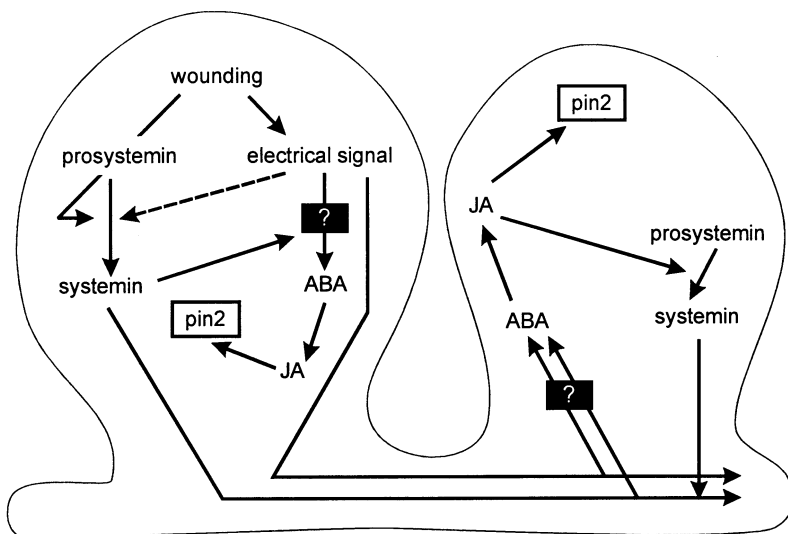 wounding
prosystemin
electrical signal
?
systemin
ABA
pin2
JA
pin2
JA
prosystemin
ABA
systemin
?